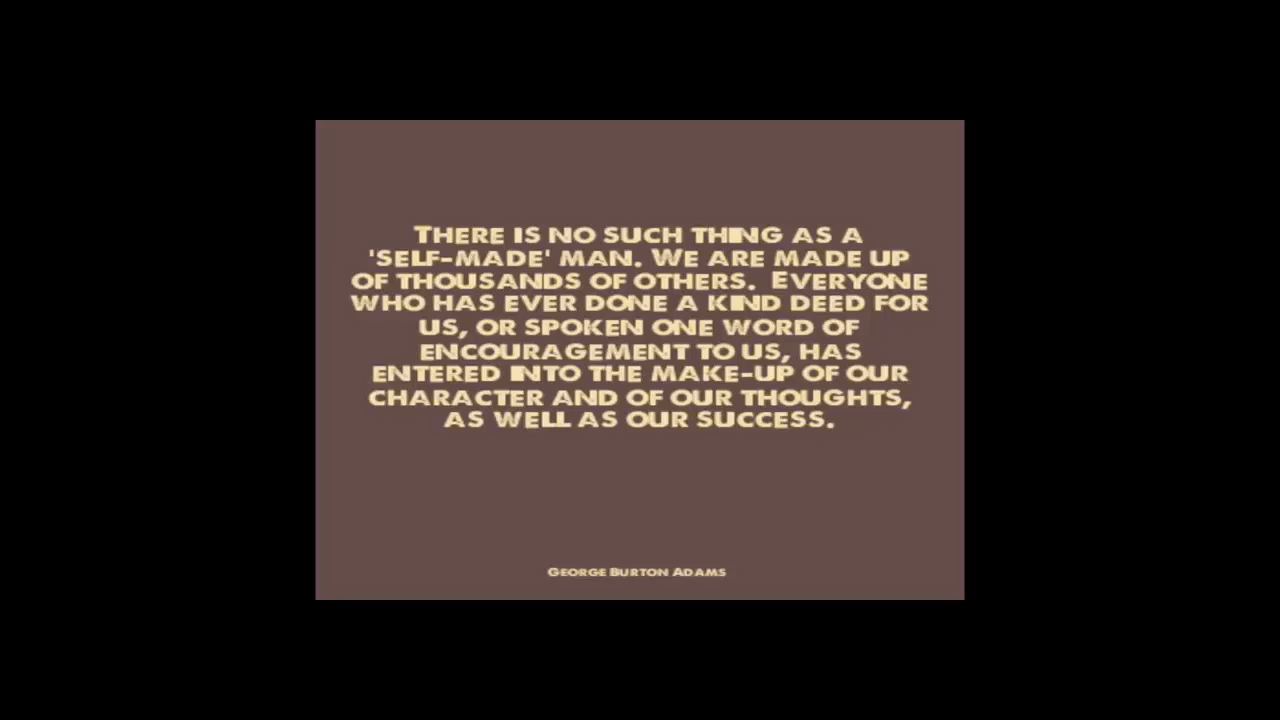 There is no such thing as a
'self-made' man. We are made up
of thousands of others.  Everyone
who has ever done a kind deed for
us, or spoken one word of
encouragement to us, has
entered into the make-up of our
character and of our thoughts,
as well as our success.
George Burton Adams